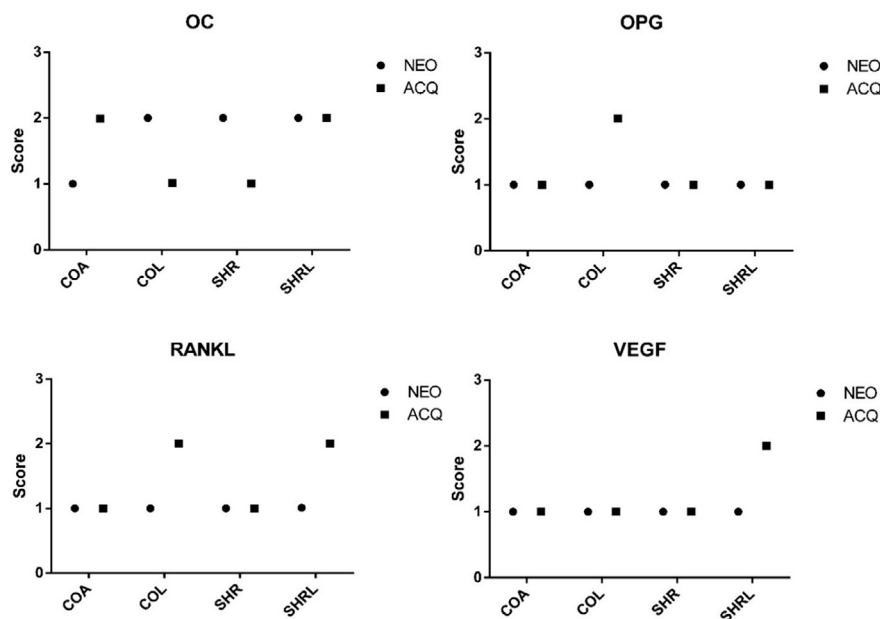 OC
3
2
1
0
Score
COA
COL
SHR
SHRL
NEO
ACQ
OPG
3
2
1
0
Score
COA
COL
SHR
SHRL
NEO
ACQ
RANKL
3
2
1
0
Score
COA
COL
SHR
SHRL
NEO
ACQ
VEGF
3
2
1
0
Score
COA
COL
SHR
SHRL
NEO
ACQ